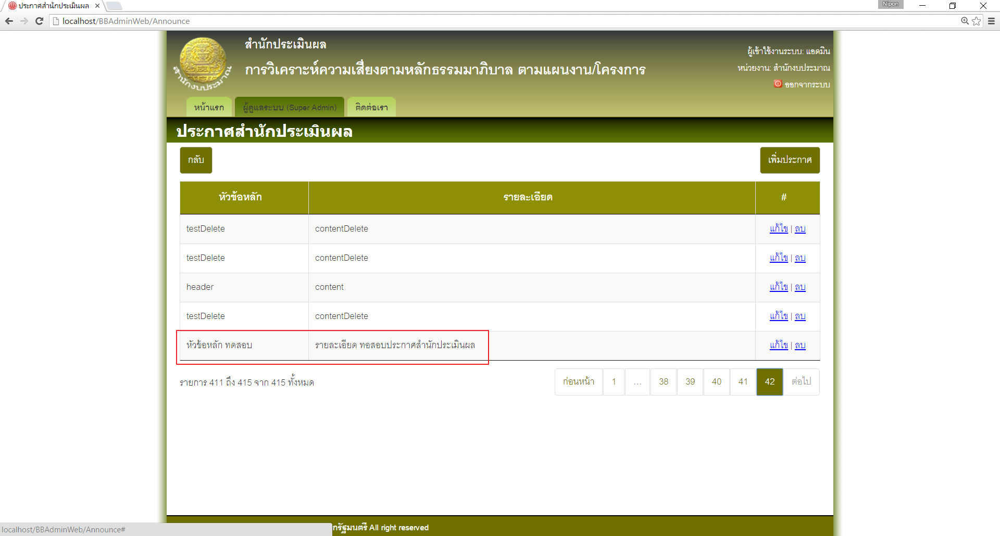 ประกาศสำนักประเมินผล
Nipon
localhost/BBAdminWeb/Announce
สำนักงบประมาณ
สำนักประเมินผล
การวิเคราะห์ความเสี่ยงตามหลักธรรมมาภิบาล ตามแผนงาน/โครงการ
ผู้เข้าใช้งานระบบ: แอดมิน
หน่วยงาน: สำนักงบประมาณ
ออกจากระบบ
หน้าแรก ผู้ดูแลระบบ (Super Admin) ติดต่อเรา
ประกาศสำนักประเมินผล
กลับ เพิ่มประกาศ
หัวข้อหลัก รายละเอียด #
testDelete contentDelete แก้ไข | ลบ
testDelete contentDelete แก้ไข | ลบ
header content แก้ไข | ลบ
testDelete contentDelete แก้ไข | ลบ
หัวข้อหลัก ทดสอบ รายละเอียด ทอสอบประกาศสำนักประเมินผล แก้ไข | ลบ
รายการ 411 ถึง 415 จาก 415 ทั้งหมด ก่อนหน้า 1 … 38 39 40 41 42 ต่อไป
กรัฐมนตรี All right reserved
localhost/BBAdminWeb/Announce#